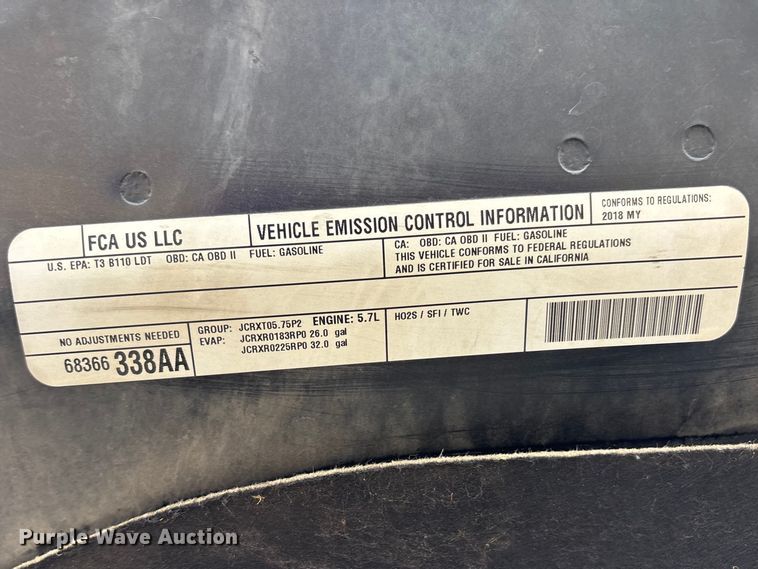 FCA US LLC
VEHICLE EMISSION CONTROL INFORMATION
CONFORMS TO REGULATIONS:
2018 MY
U.S. EPA: T3 B110 LDT OBD: CA OBD II FUEL: GASOLINE
CA: OBD: CA OBD II FUEL: GASOLINE
THIS VEHICLE CONFORMS TO FEDERAL REGULATIONS
AND IS CERTIFIED FOR SALE IN CALIFORNIA
NO ADJUSTMENTS NEEDED
68366 338AA
GROUP: JCRXT05.75P2 ENGINE: 5.7L
EVAP: JCRXR0183RP0 26.0 gal
JCRXR0225RP0 32.0 gal
HO2S / SFI / TWC
Purple Wave Auction